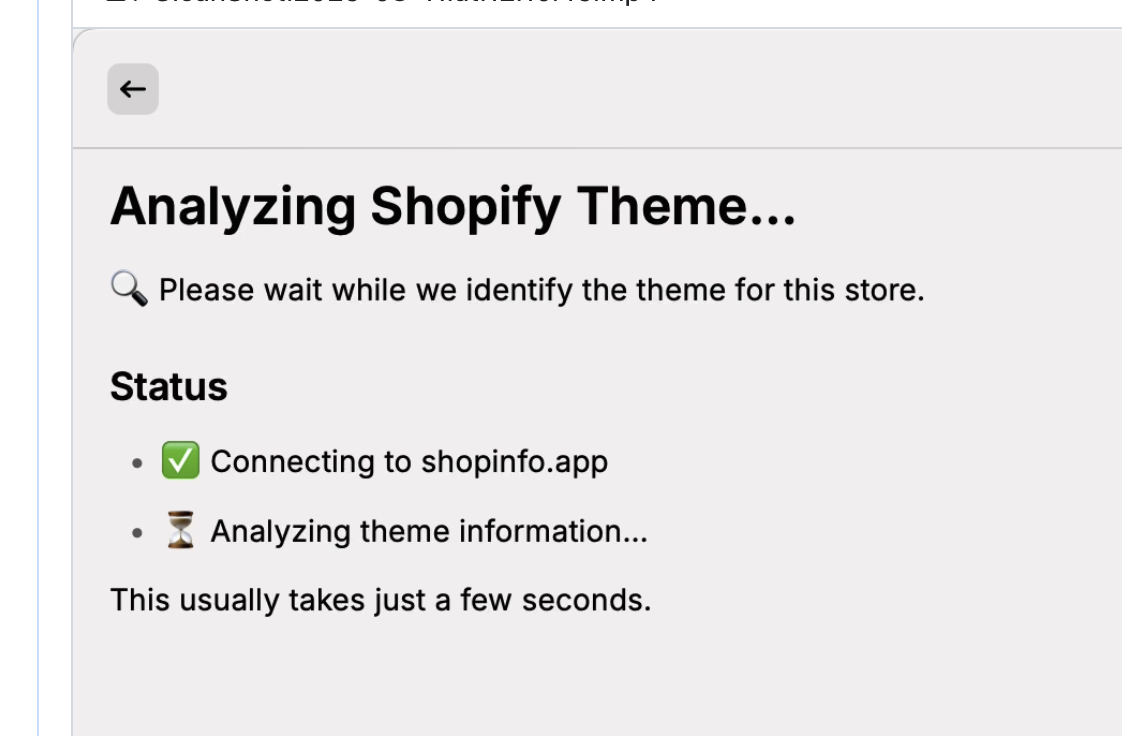 Analyzing Shopify Theme...
🔍 Please wait while we identify the theme for this store.
Status
• ✅ Connecting to shopinfo.app
• ⏳ Analyzing theme information...
This usually takes just a few seconds.